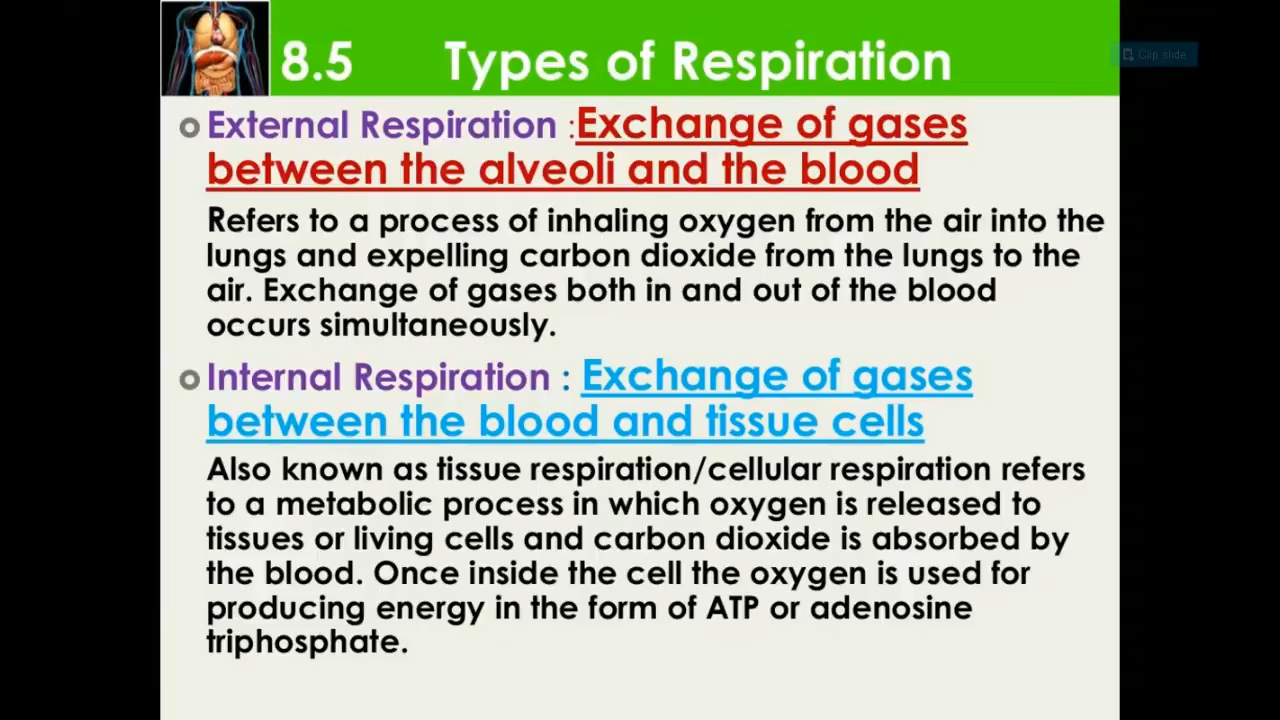 8.5 Types of Respiration
Clip slide
External Respiration :Exchange of gases
between the alveoli and the blood
Refers to a process of inhaling oxygen from the air into the
lungs and expelling carbon dioxide from the lungs to the
air. Exchange of gases both in and out of the blood
occurs simultaneously.
Internal Respiration : Exchange of gases
between the blood and tissue cells
Also known as tissue respiration/cellular respiration refers
to a metabolic process in which oxygen is released to
tissues or living cells and carbon dioxide is absorbed by
the blood. Once inside the cell the oxygen is used for
producing energy in the form of ATP or adenosine
triphosphate.